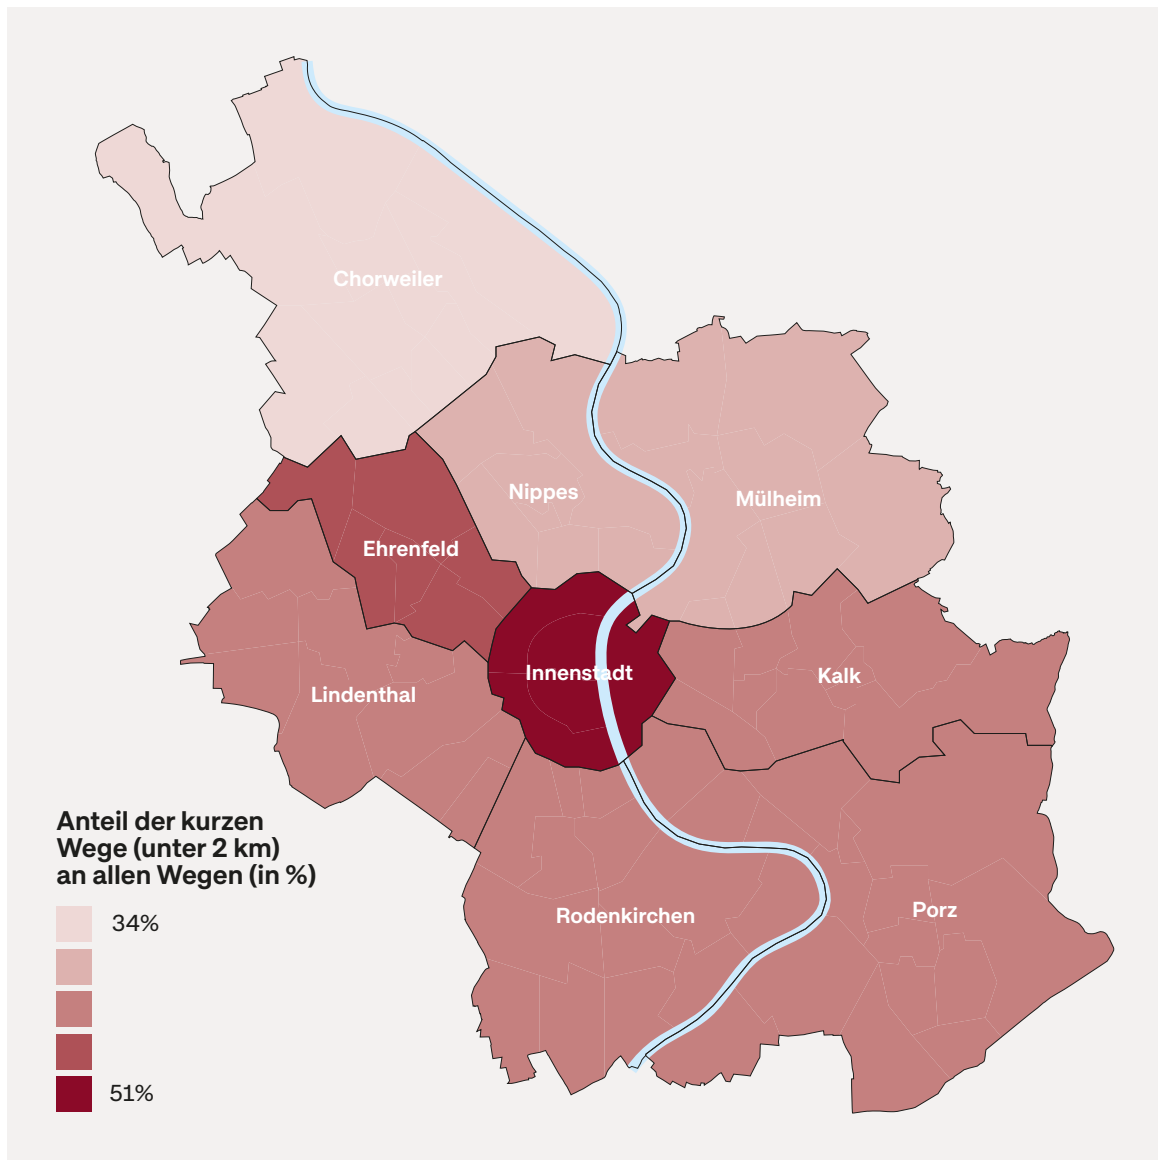 Chorweiler
Nippes
Mülheim
Ehrenfeld
Innenstadt
Kalk
Lindenthal
Rodenkirchen
Porz
Anteil der kurzen
Wege (unter 2 km)
an allen Wegen (in %)
34%
51%